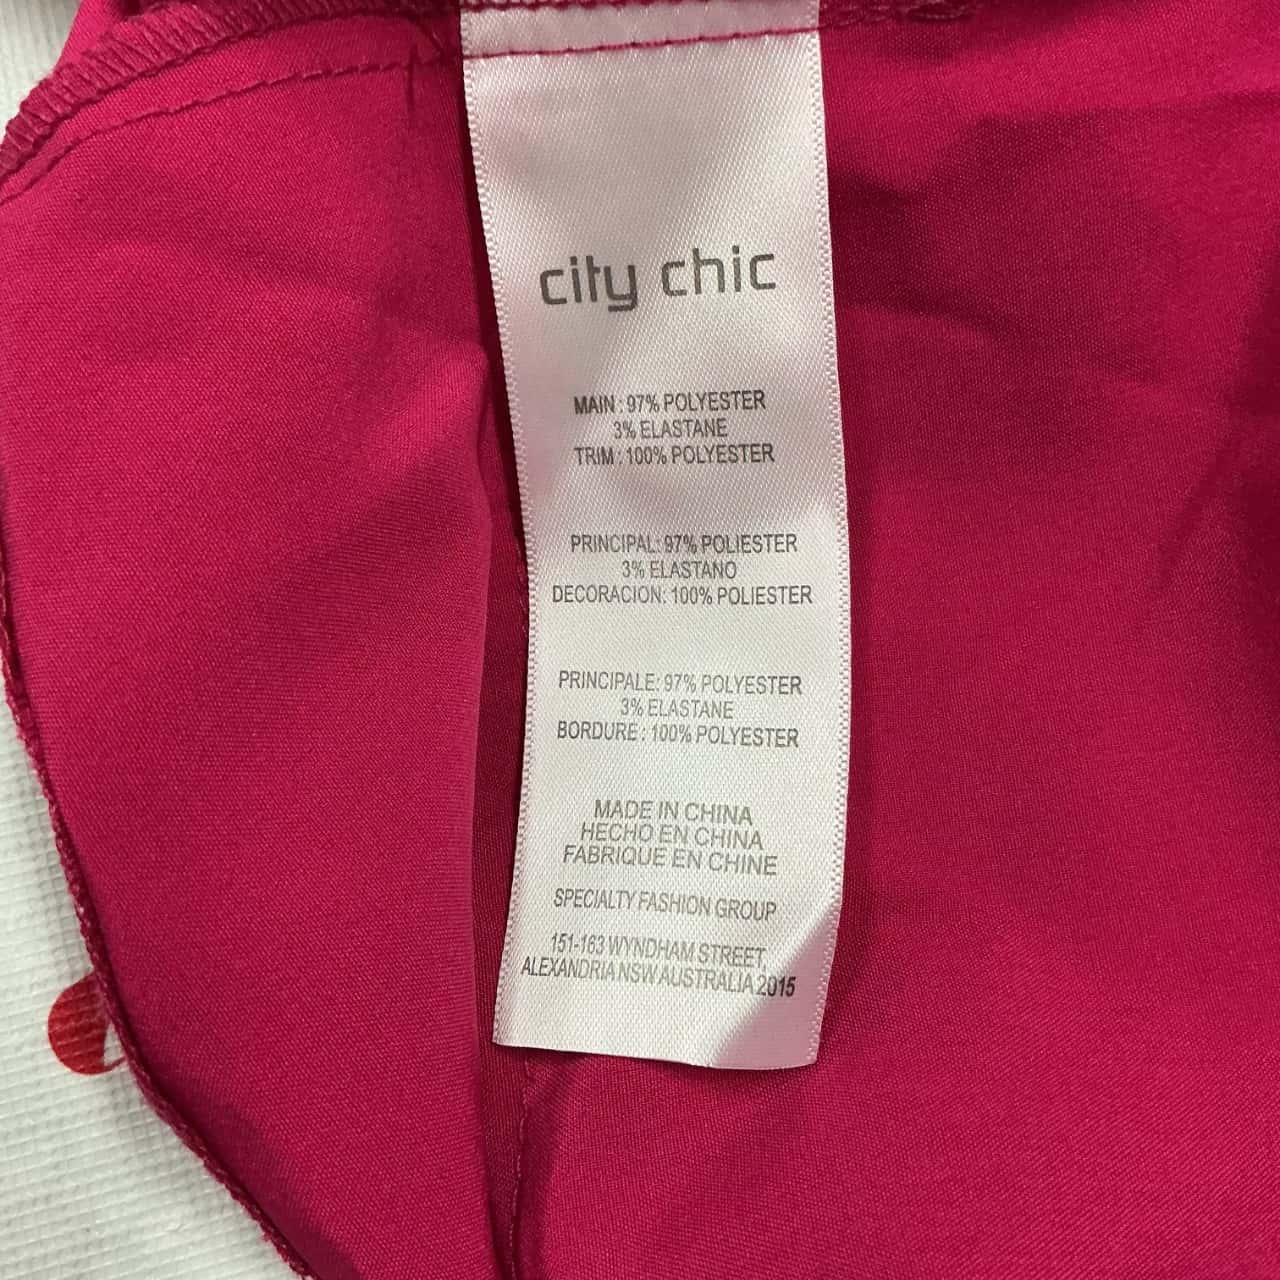 city chic
MAIN : 97% POLYESTER
3% ELASTANE
TRIM : 100% POLYESTER
PRINCIPAL: 97% POLIESTER
3% ELASTANO
DECORACION: 100% POLIESTER
PRINCIPALE: 97% POLYESTER
3% ELASTANE
BORDURE : 100% POLYESTER
MADE IN CHINA
HECHO EN CHINA
FABRIQUE EN CHINE
SPECIALTY FASHION GROUP
151-163 WYNDHAM STREET
ALEXANDRIA NSW AUSTRALIA 2015